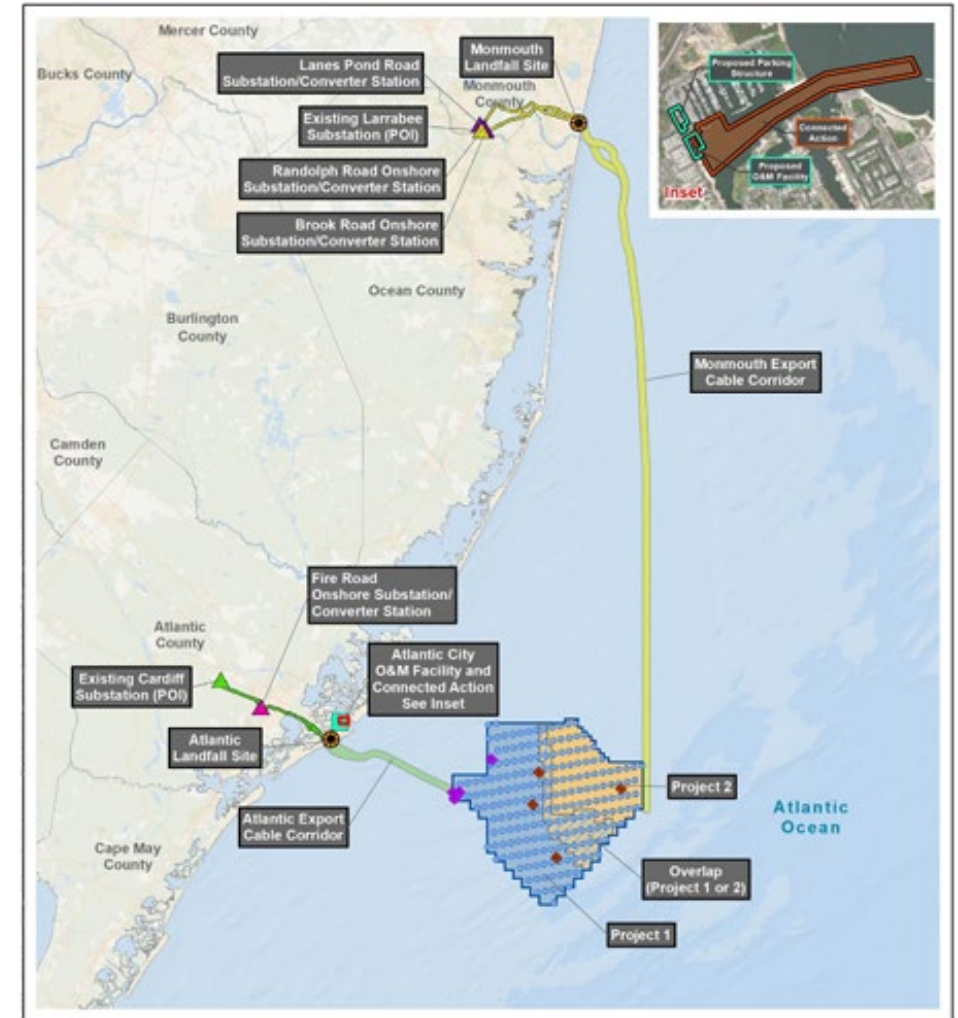 Mercer County
Bucks County
Lanes Pond Road
Substation/Converter Station
Monmouth
Landfall Site
Monmouth
County
Existing Larrabee
Substation (POI)
Randolph Road Onshore
Substation/Converter Station
Brook Road Onshore
Substation/Converter Station
Proposed Parking
Structure
Connected
Action
Proposed
O&M Facility
Inset
Ocean County
Burlington
County
Monmouth Export
Cable Corridor
Camden
County
Fire Road
Onshore Substation/
Converter Station
Atlantic
County
Existing Cardiff
Substation (POI)
Atlantic City
O&M Facility and
Connected Action
See Inset
Atlantic
Landfall Site
Atlantic Export
Cable Corridor
Project 2
Atlantic
Ocean
Cape May
County
Overlap
(Project 1 or 2)
Project 1